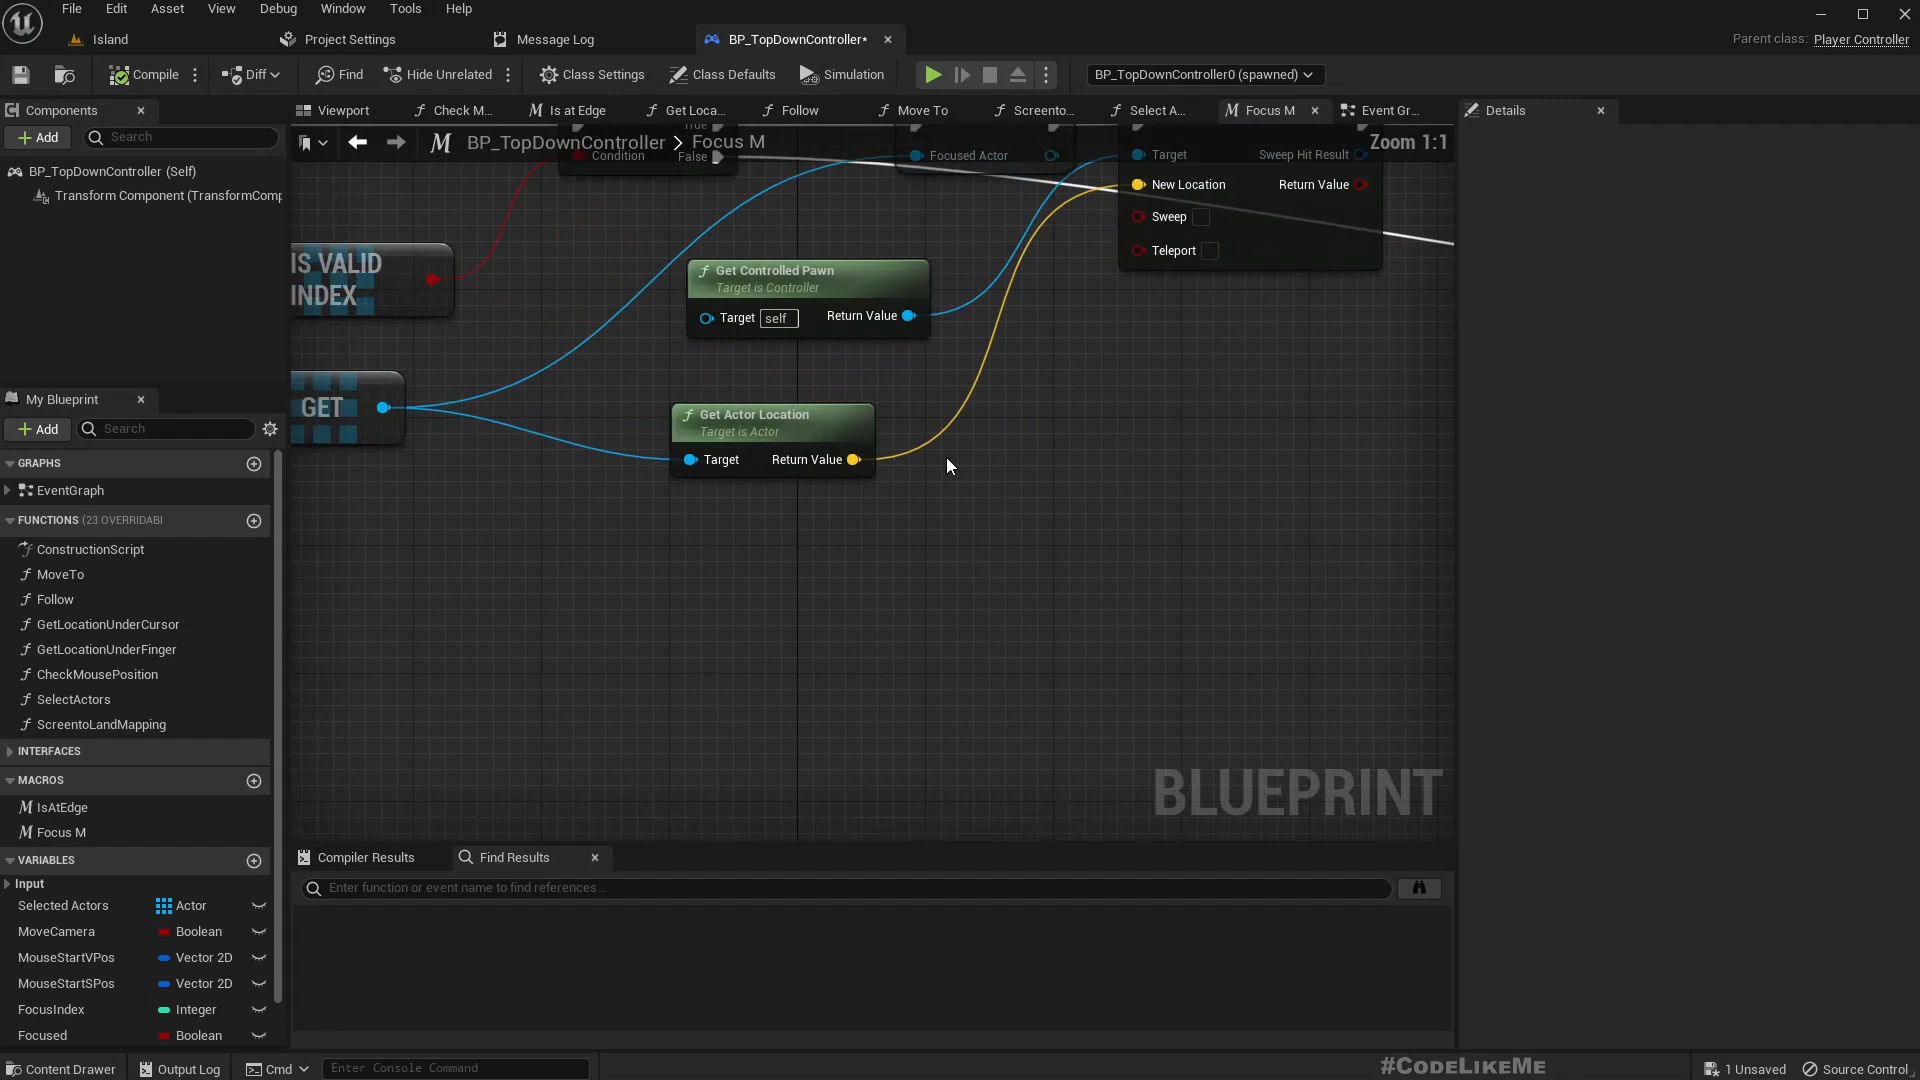 File Edit Asset View Debug Window Tools Help
Island Project Settings Message Log BP_TopDownController*
Parent class: Player Controller
Compile Diff Find Hide Unrelated Class Settings Class Defaults Simulation BP_TopDownController0 (spawned)
Components Viewport Check M... Is at Edge Get Loca... Follow Move To Screento... Select A... Focus M Event Gr... Details
Add Search
BP_TopDownController > Focus M Zoom 1:1
BP_TopDownController (Self)
Transform Component (TransformComp
True
Condition False
Focused Actor
Target Sweep Hit Result
New Location Return Value
Sweep
Teleport
IS VALID
INDEX
Get Controlled Pawn
Target is Controller
Target self Return Value
GET
Get Actor Location
Target is Actor
Target Return Value
BLUEPRINT
My Blueprint
Add Search
GRAPHS
EventGraph
FUNCTIONS (23 OVERRIDABI
ConstructionScript
MoveTo
Follow
GetLocationUnderCursor
GetLocationUnderFinger
CheckMousePosition
SelectActors
ScreentoLandMapping
INTERFACES
MACROS
IsAtEdge
Focus M
VARIABLES
Input
Selected Actors Actor
MoveCamera Boolean
MouseStartVPos Vector 2D
MouseStartSPos Vector 2D
FocusIndex Integer
Focused Boolean
Compiler Results Find Results
Enter function or event name to find references...
Content Drawer Output Log Cmd Enter Console Command
#CodeLikeMe
1 Unsaved Source Control